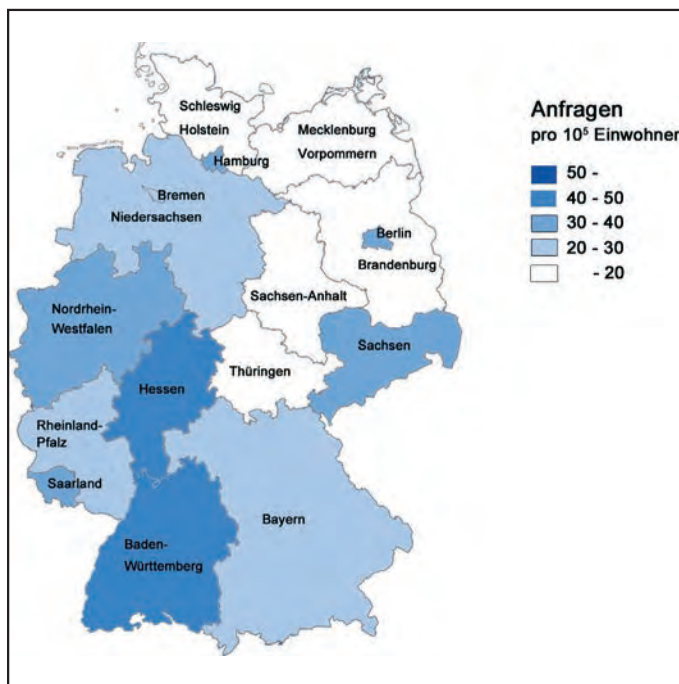 Schleswig
Holstein
Mecklenburg
Vorpommern
Hamburg
Bremen
Niedersachsen
Berlin
Brandenburg
Sachsen-Anhalt
Nordrhein-
Westfalen
Sachsen
Thüringen
Hessen
Rheinland-
Pfalz
Saarland
Bayern
Baden-
Württemberg
Anfragen
pro 10⁵ Einwohner
50 -
40 - 50
30 - 40
20 - 30
- 20